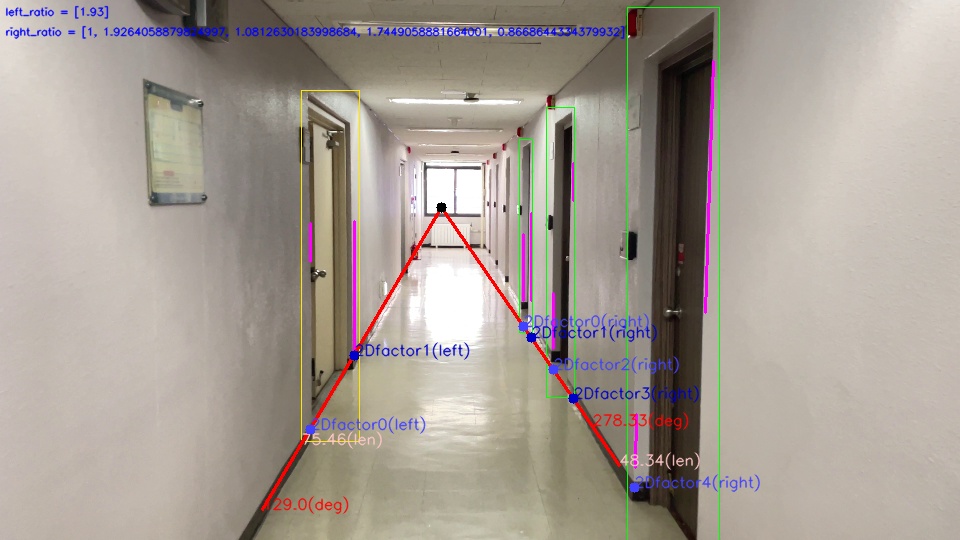 left_ratio = [1.93]
right_ratio = [1, 1.9264058879
1.0812630183998684, 1.7449058881664001, 0.8668644334379932]
2Dfactor0(right)
2Dfactor1(right)
2Dfactor1(left)
2Dfactor2(right)
2Dfactor3(right)
278.33(deg)
2Dfactor0(left)
75.46(len)
48.34(len)
2Dfactor4(right)
29.0(deg)